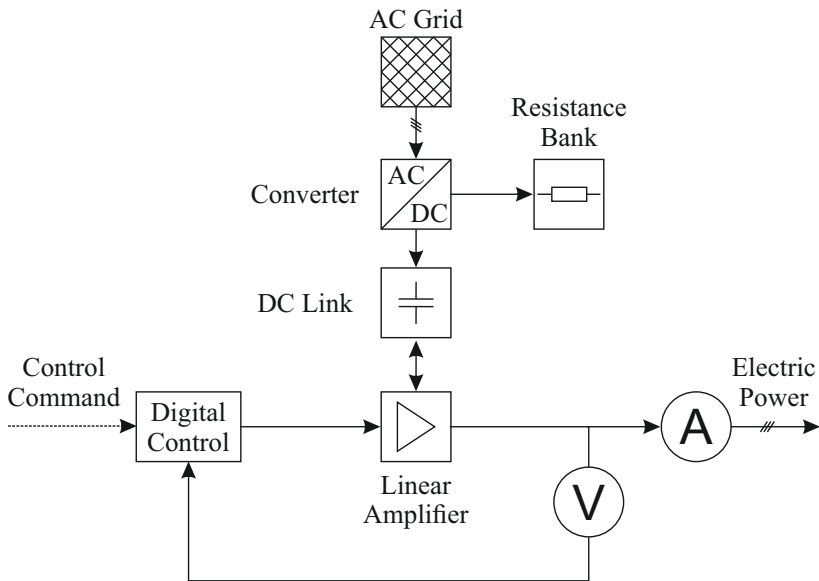 AC Grid
Resistance
Bank
Converter
AC
DC
DC Link
Control
Command
Digital
Control
Linear
Amplifier
Electric
Power
A
V